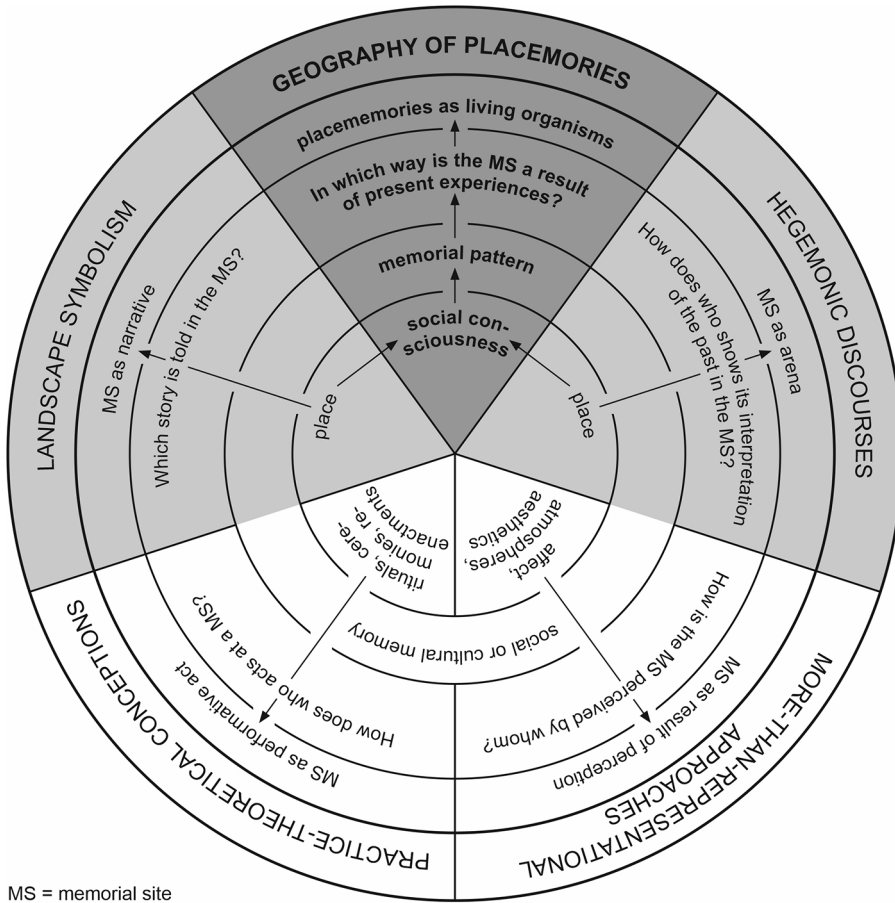 GEOGRAPHY OF PLACEMORIES
placememories as living organisms
In which way is the MS a result
of present experiences?
memorial pattern
social con-
sciousness
HEGEMONIC DISCOURSES
MS as arena
How does who shows its interpretation
of the past in the MS?
place
MORE-THAN-REPRESENTATIONAL
APPROACHES
MS as result of perception
How is the MS perceived by whom?
affect,
atmospheres,
aesthetics
social or cultural memory
PRACTICE-THEORETICAL CONCEPTIONS
MS as performative act
How does who acts at a MS?
rituals, cere-
monies, re-
enactments
LANDSCAPE SYMBOLISM
MS as narrative
Which story is told in the MS?
place
MS = memorial site